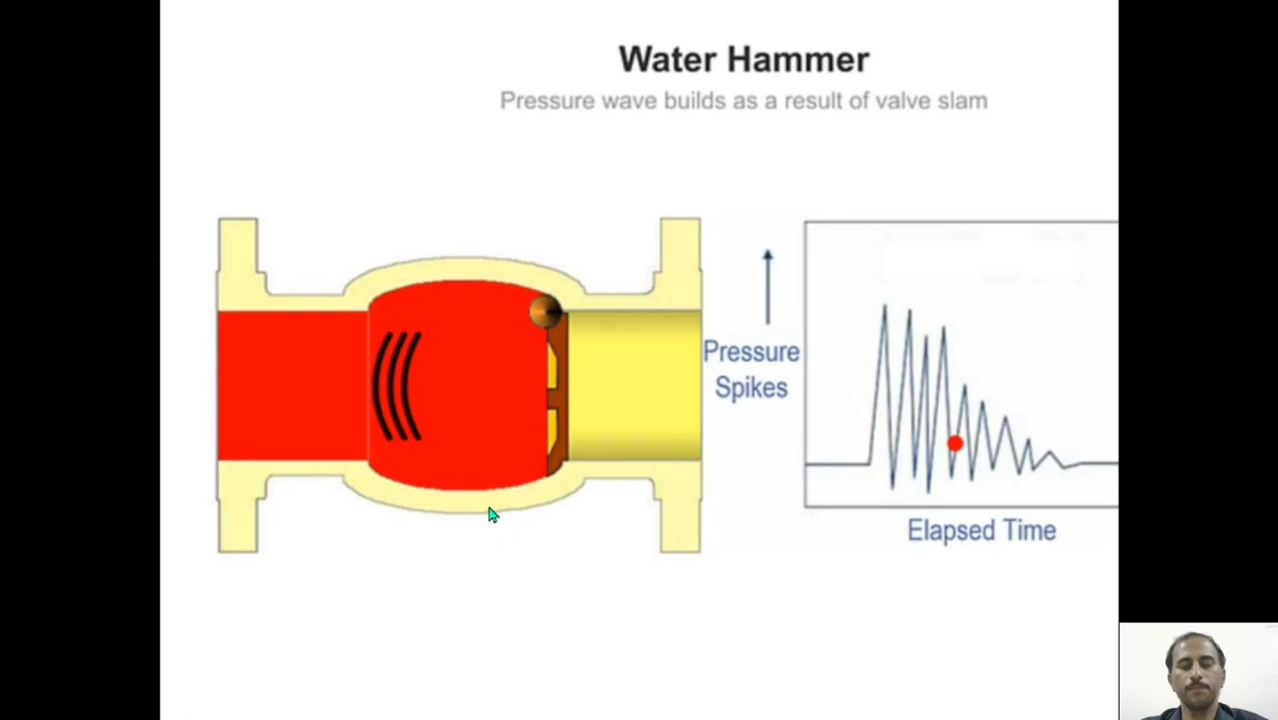 Water Hammer
Pressure wave builds as a result of valve slam
Pressure
Spikes
Elapsed Time